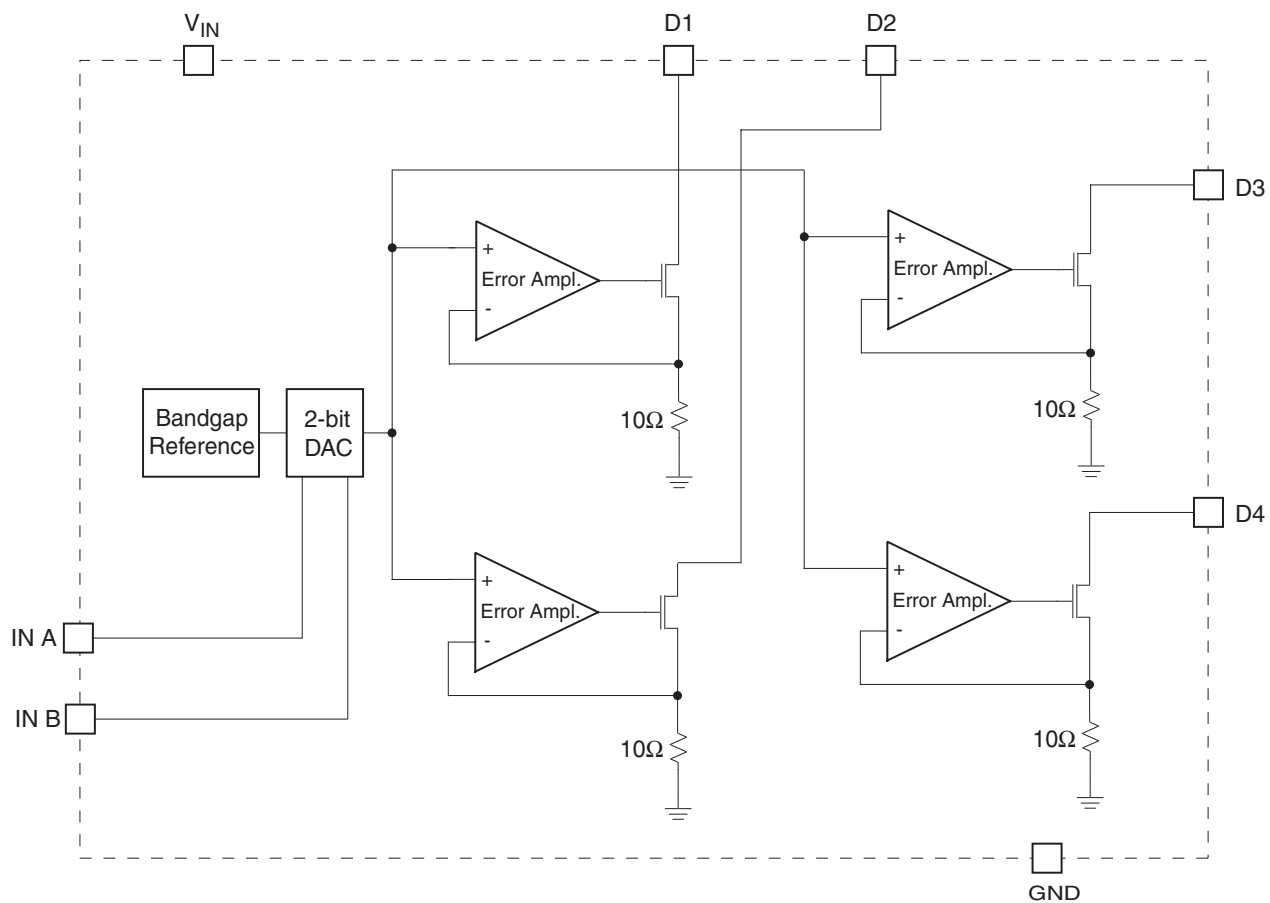 VIN
D1
D2
D3
+
Error Ampl.
-
+
Error Ampl.
-
10Ω
10Ω
Bandgap
Reference
2-bit
DAC
D4
+
Error Ampl.
-
+
Error Ampl.
-
IN A
IN B
10Ω
10Ω
GND